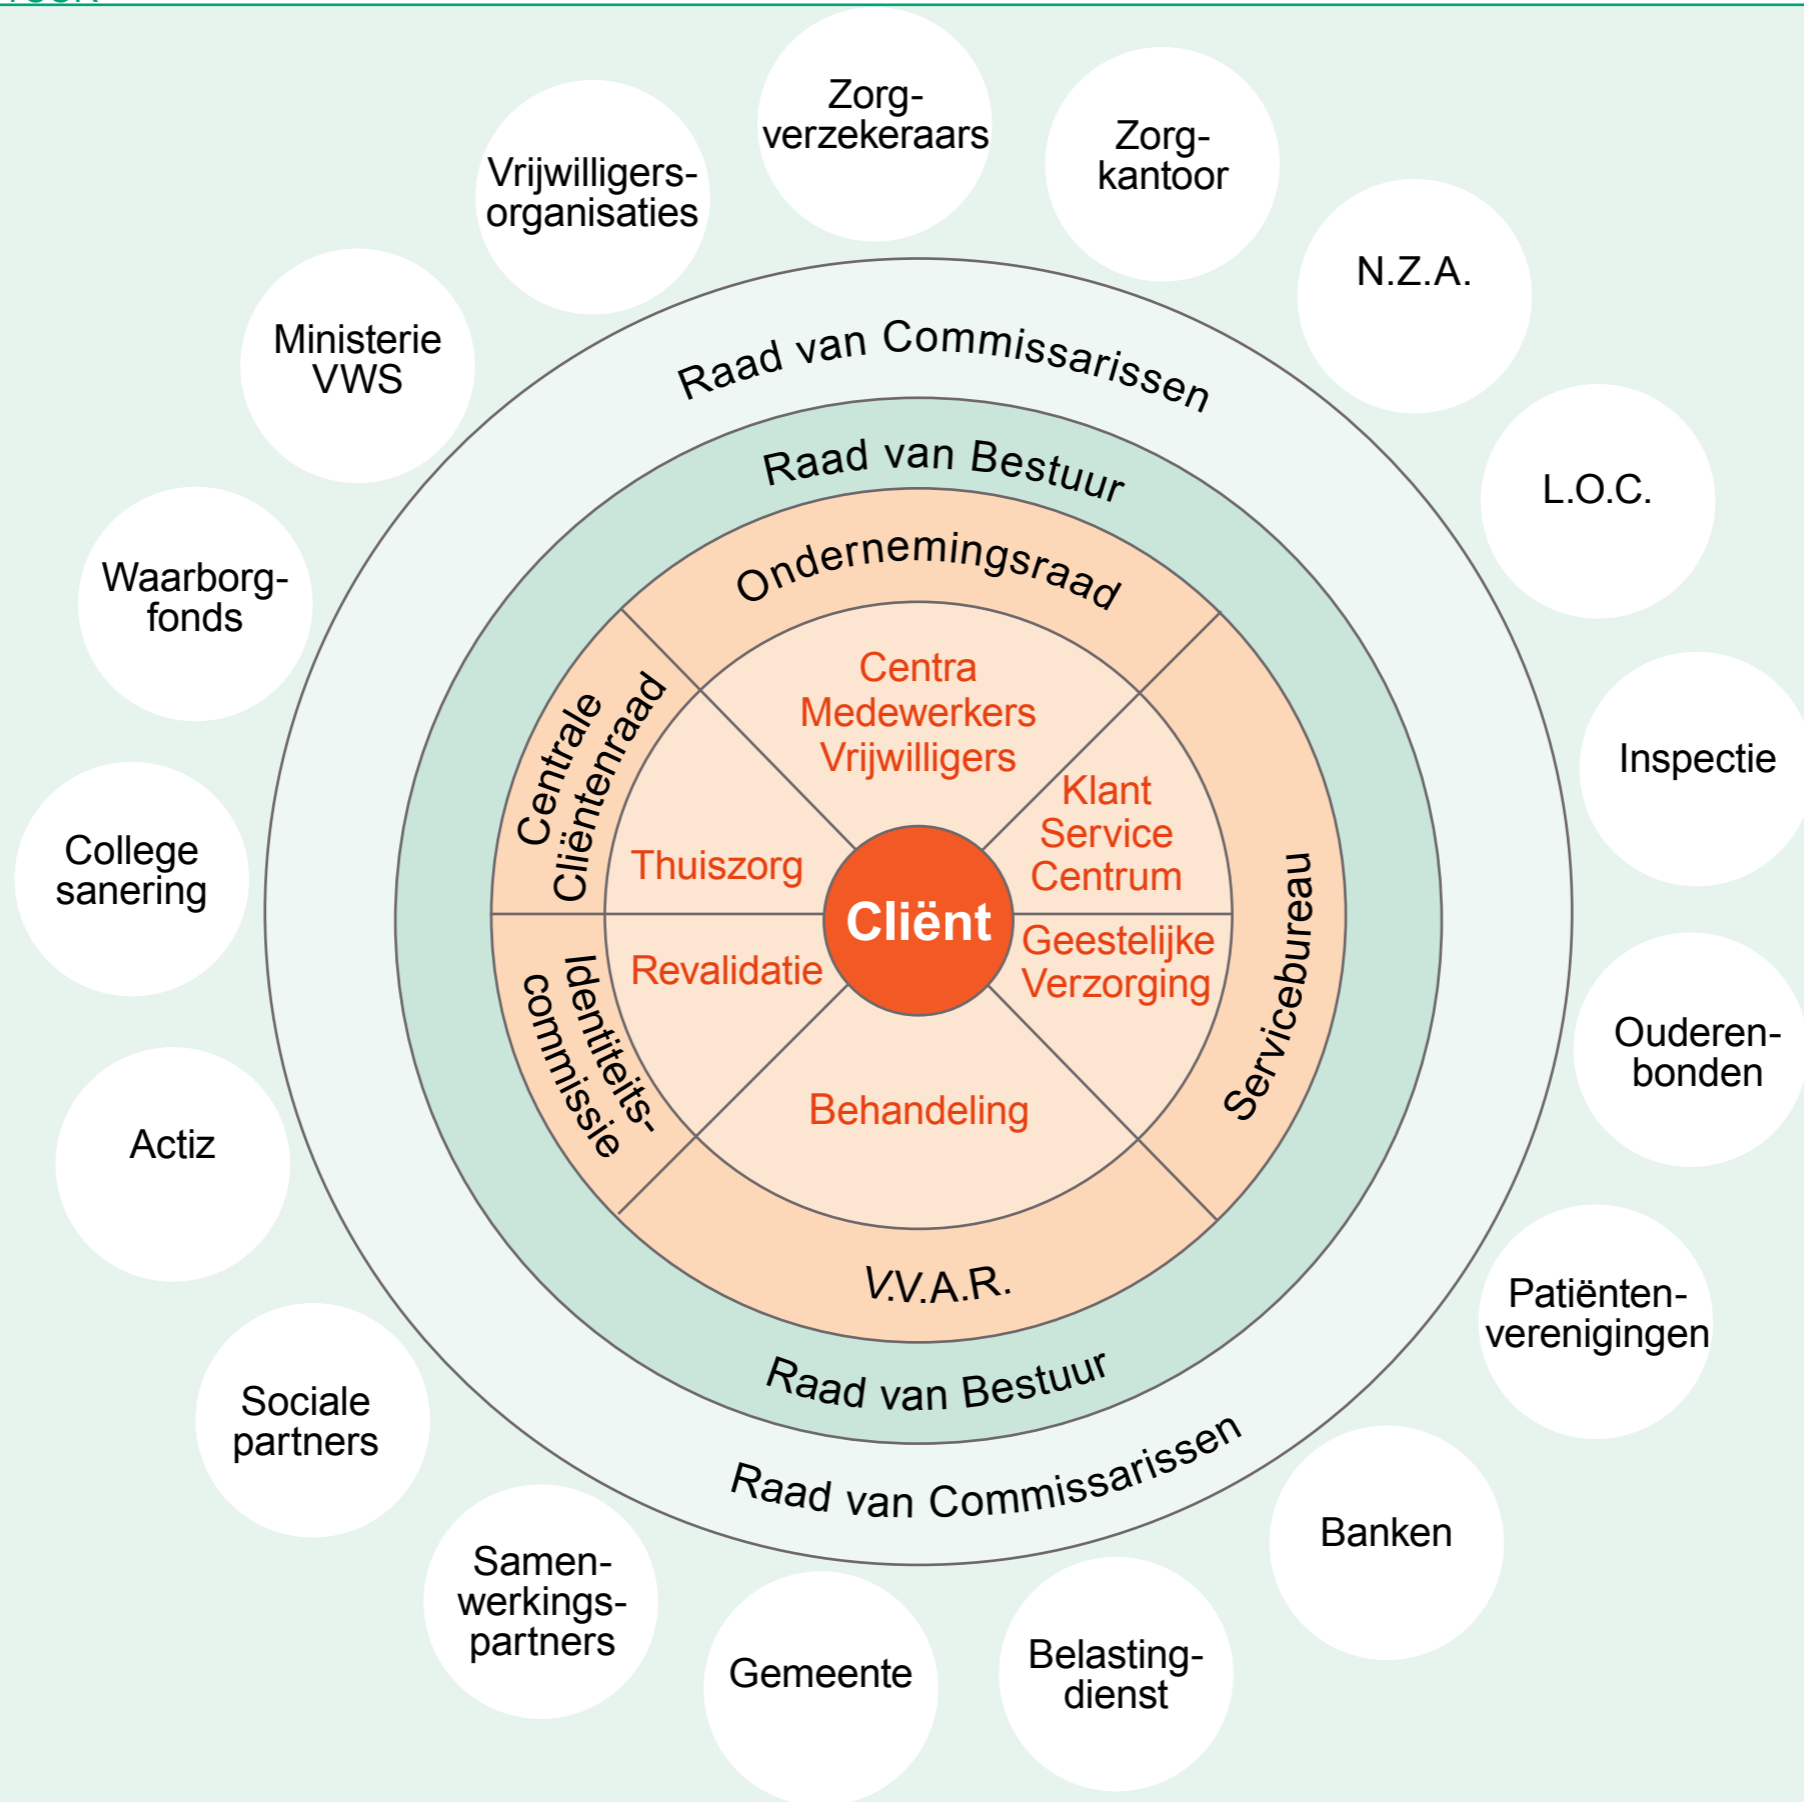 Zorg-
verzekeraars
Zorg-
kantoor
Vrijwilligers-
organisaties
N.Z.A.
Ministerie
VWS
L.O.C.
Waarborg-
fonds
Inspectie
College
sanering
Ouderen-
bonden
Actiz
Patiënten-
verenigingen
Sociale
partners
Banken
Samen-
werkings-
partners
Gemeente
Belasting-
dienst
Raad van Commissarissen
Raad van Bestuur
Ondernemingsraad
Centrale
Cliëntenraad
Identiteits-
commissie
Servicebureau
V.V.A.R.
Centra
Medewerkers
Vrijwilligers
Klant
Service
Centrum
Thuiszorg
Cliënt
Revalidatie
Geestelijke
Verzorging
Behandeling
Raad van Bestuur
Raad van Commissarissen